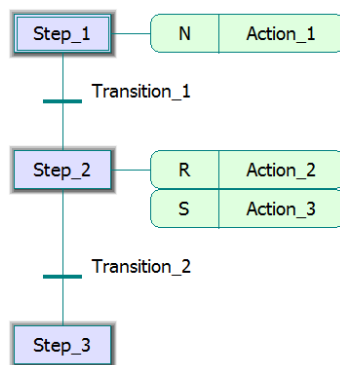 Step_1 N Action_1
Transition_1
Step_2 R Action_2
S Action_3
Transition_2
Step_3